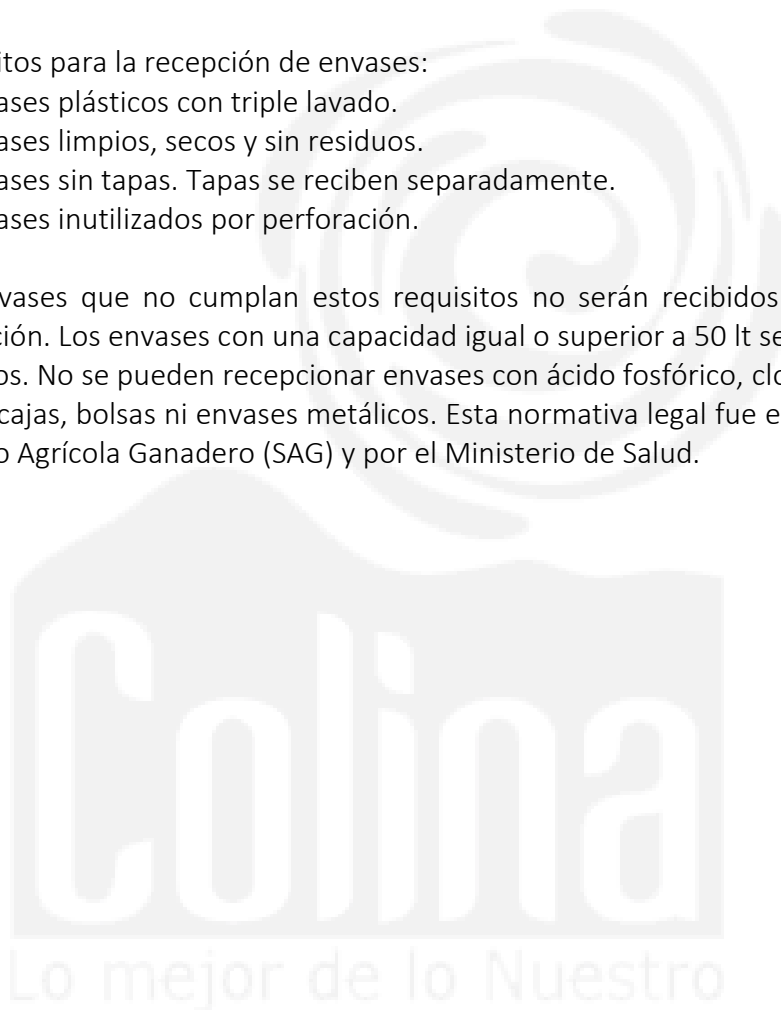 itos para la recepción de envases:
ases plásticos con triple lavado.
ases limpios, secos y sin residuos.
ases sin tapas. Tapas se reciben separadamente.
ases inutilizados por perforación.
vases que no cumplan estos requisitos no serán recibidos
ción. Los envases con una capacidad igual o superior a 50 lt se
os. No se pueden recepcionar envases con ácido fosfórico, clo
cajas, bolsas ni envases metálicos. Esta normativa legal fue e
o Agrícola Ganadero (SAG) y por el Ministerio de Salud.
Colina
Lo mejor de lo Nuestro